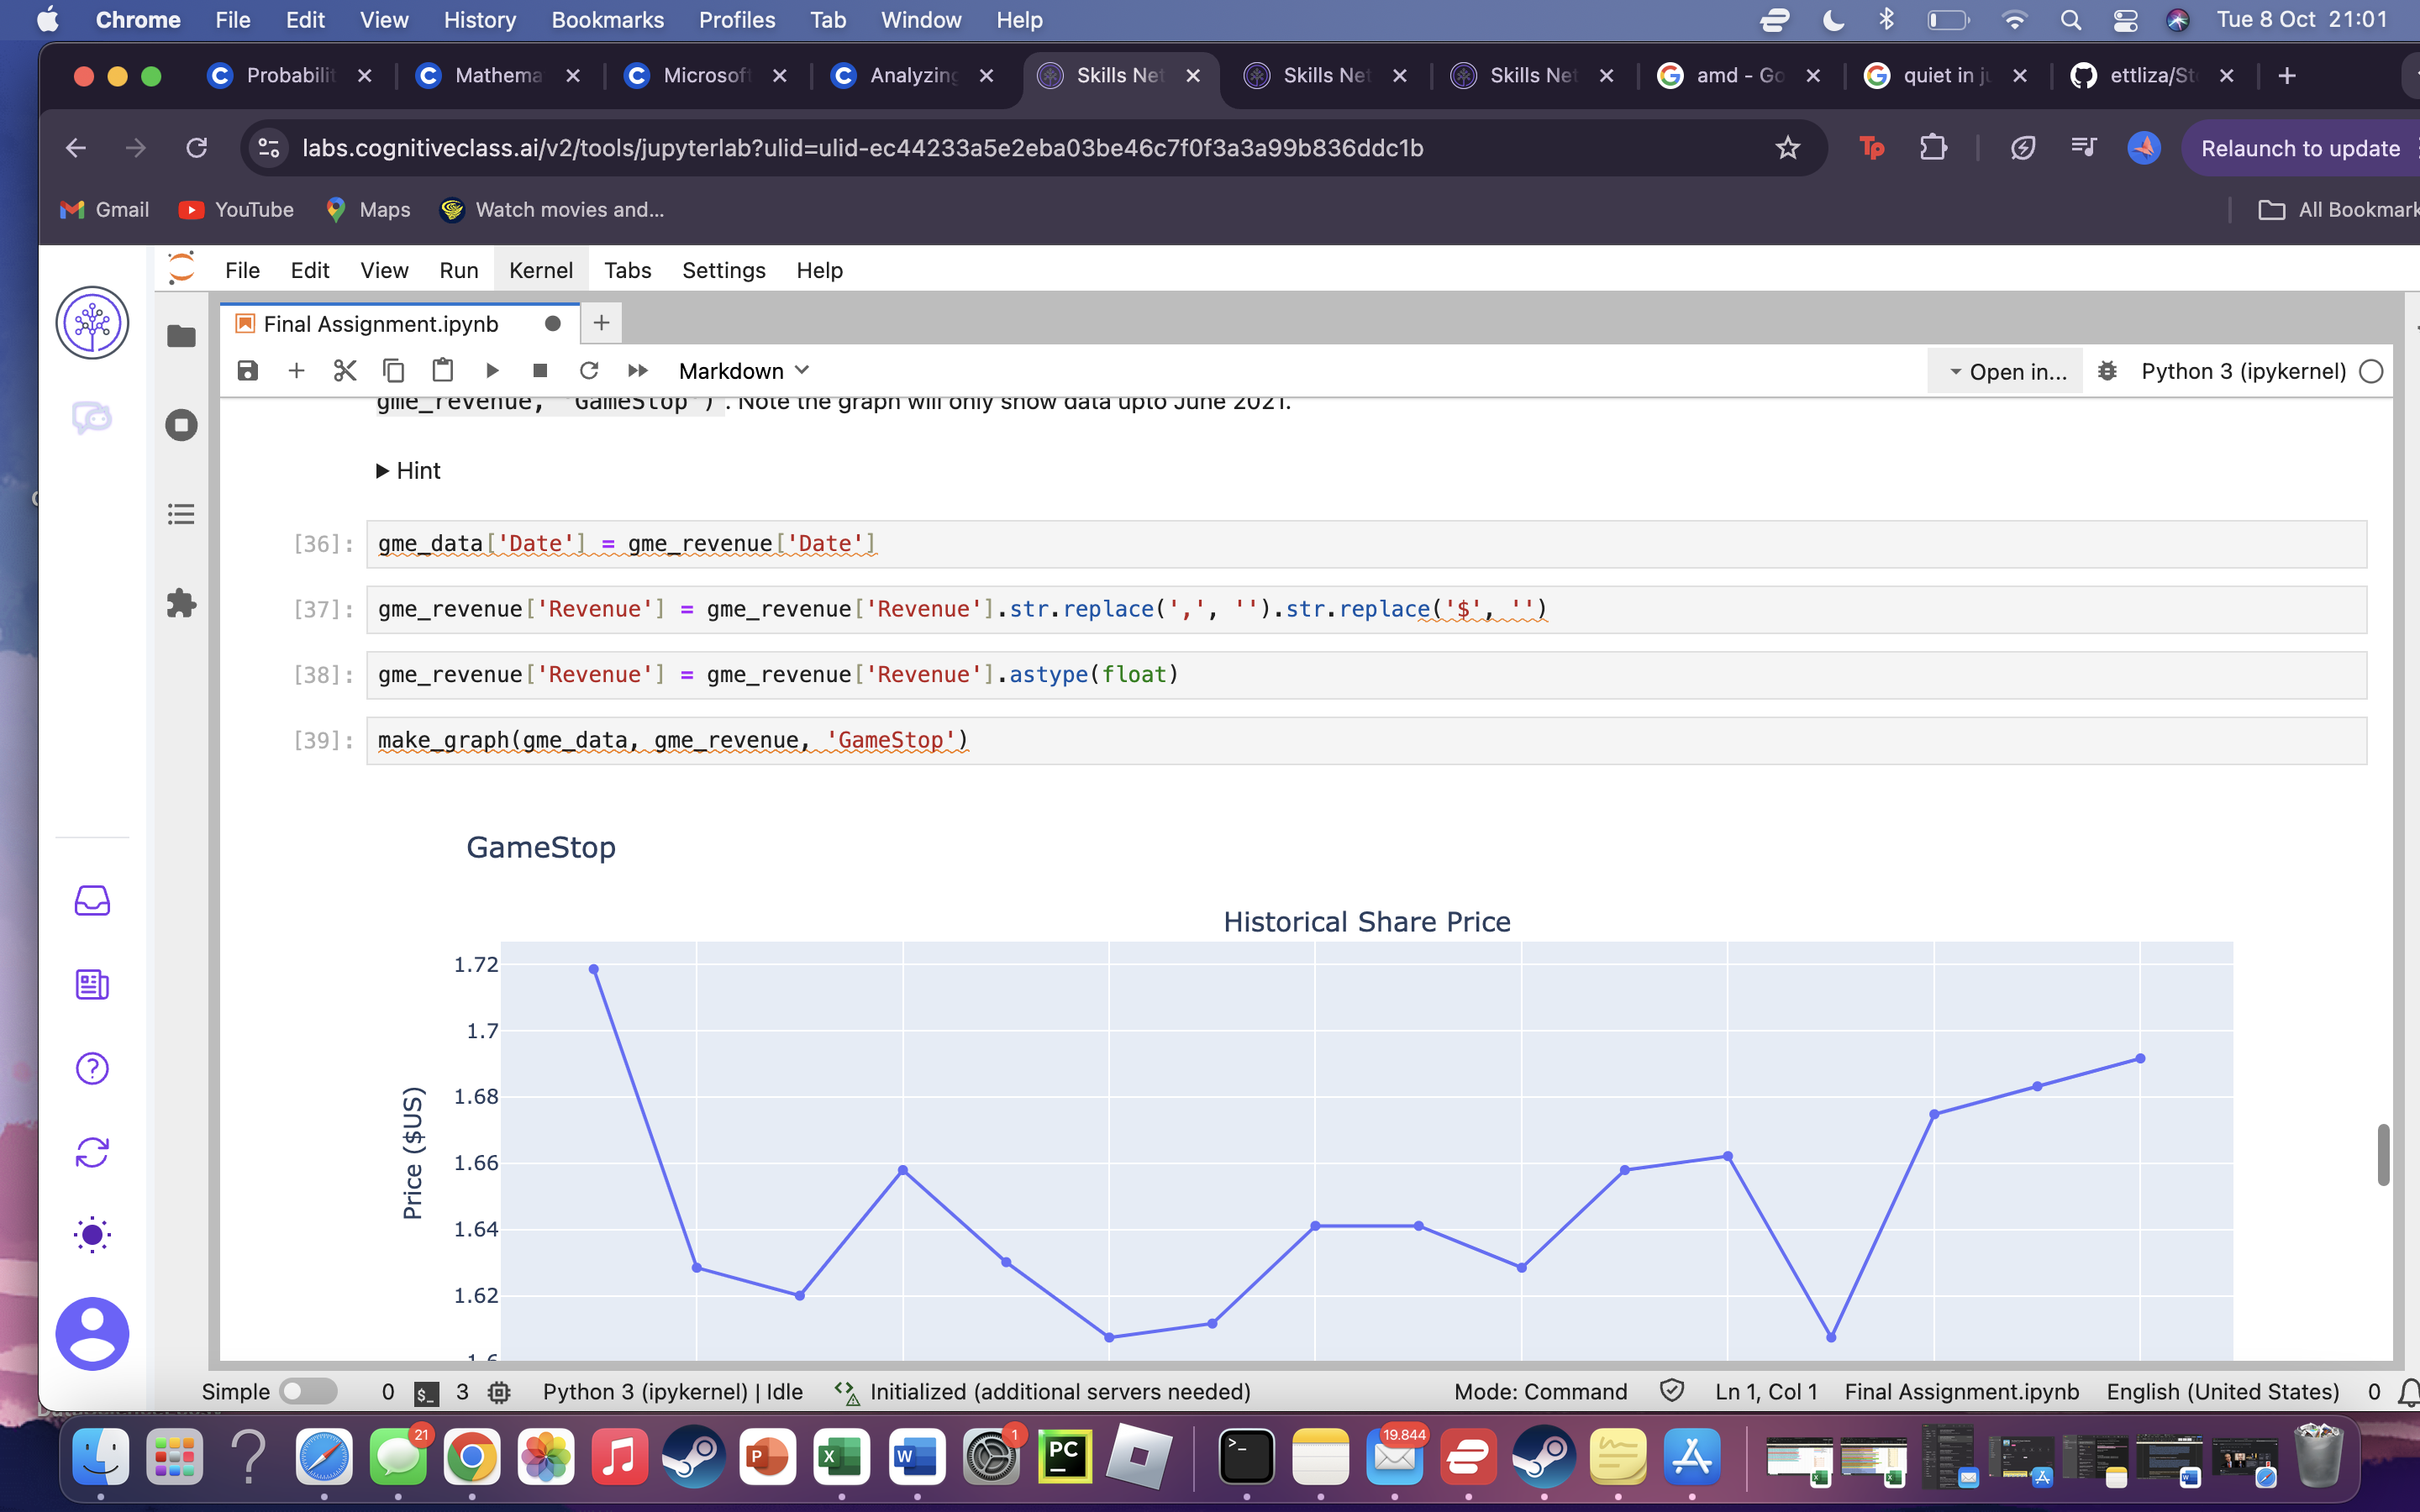 Chrome File Edit View History Bookmarks Profiles Tab Window Help Tue 8 Oct 21:01
Probabilit Mathema Microsof Analyzing Skills Net Skills Net Skills Net amd - Go quiet in ju ettliza/St
labs.cognitiveclass.ai/v2/tools/jupyterlab?ulid=ulid-ec44233a5e2eba03be46c7f0f3a3a99b836ddc1b Tp Relaunch to update
Gmail YouTube Maps Watch movies and... All Bookmark
File Edit View Run Kernel Tabs Settings Help
Final Assignment.ipynb
Markdown Open in... Python 3 (ipykernel)
gme_revenue, 'GameStop'). Note the graph will only show data upto June 2021.
Hint
[36]: gme_data['Date'] = gme_revenue['Date']
[37]: gme_revenue['Revenue'] = gme_revenue['Revenue'].str.replace(',', '').str.replace('$', '')
[38]: gme_revenue['Revenue'] = gme_revenue['Revenue'].astype(float)
[39]: make_graph(gme_data, gme_revenue, 'GameStop')
GameStop
Historical Share Price
1.72
1.7
1.68
1.66
1.64
1.62
1.6
Price ($US)
Simple 0 $_ 3 Python 3 (ipykernel) | Idle Initialized (additional servers needed) Mode: Command Ln 1, Col 1 Final Assignment.ipynb English (United States) 0
21 1 19.844
P X W PC >_